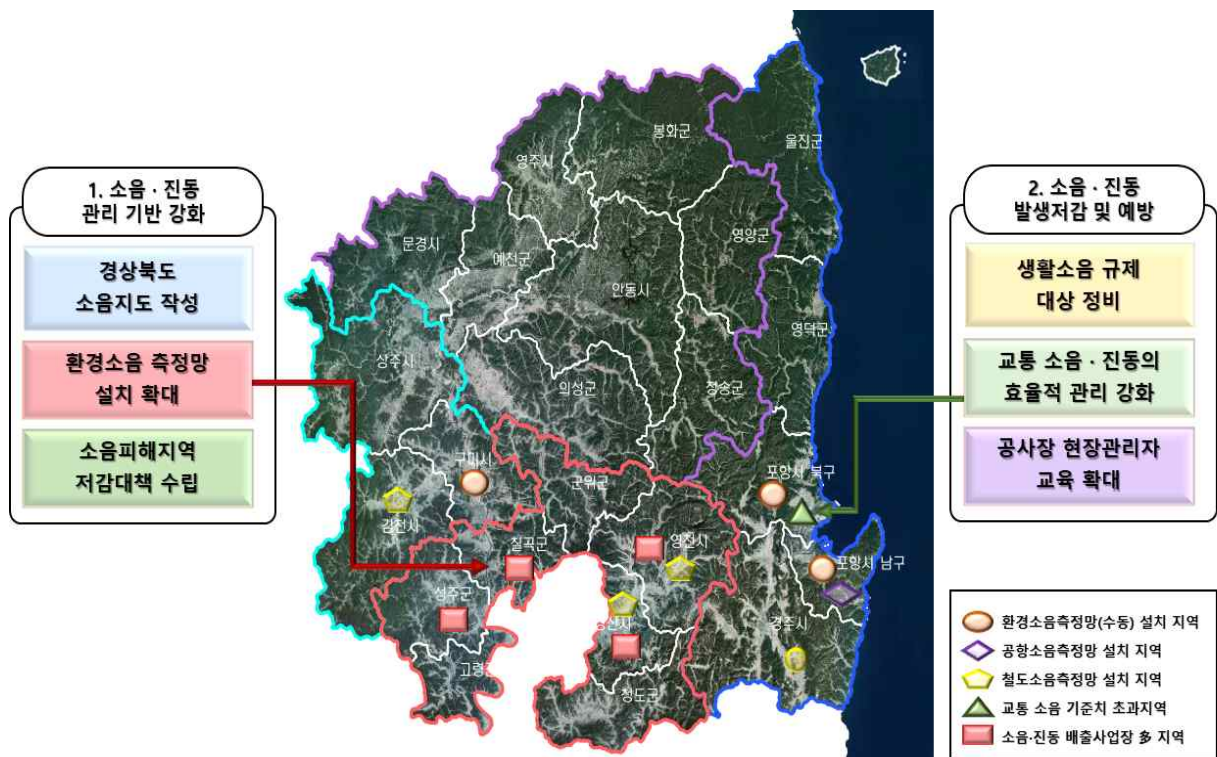 1. 소음 · 진동
관리 기반 강화
경상북도
소음지도 작성
환경소음 측정망
설치 확대
소음피해지역
저감대책 수립
봉화군
울진군
영주시
문경시
예천군
영양군
안동시
영덕군
상주시
의성군
청송군
구미시
군위군
포항시 북구
김천시
칠곡군
영천시
포항시 남구
성주군
경주시
청도군
2. 소음 · 진동
발생저감 및 예방
생활소음 규제
대상 정비
교통 소음 · 진동의
효율적 관리 강화
공사장 현장관리자
교육 확대
환경소음측정망(수동) 설치 지역
공항소음측정망 설치 지역
철도소음측정망 설치 지역
교통 소음 기준치 초과지역
소음·진동 배출사업장 多 지역